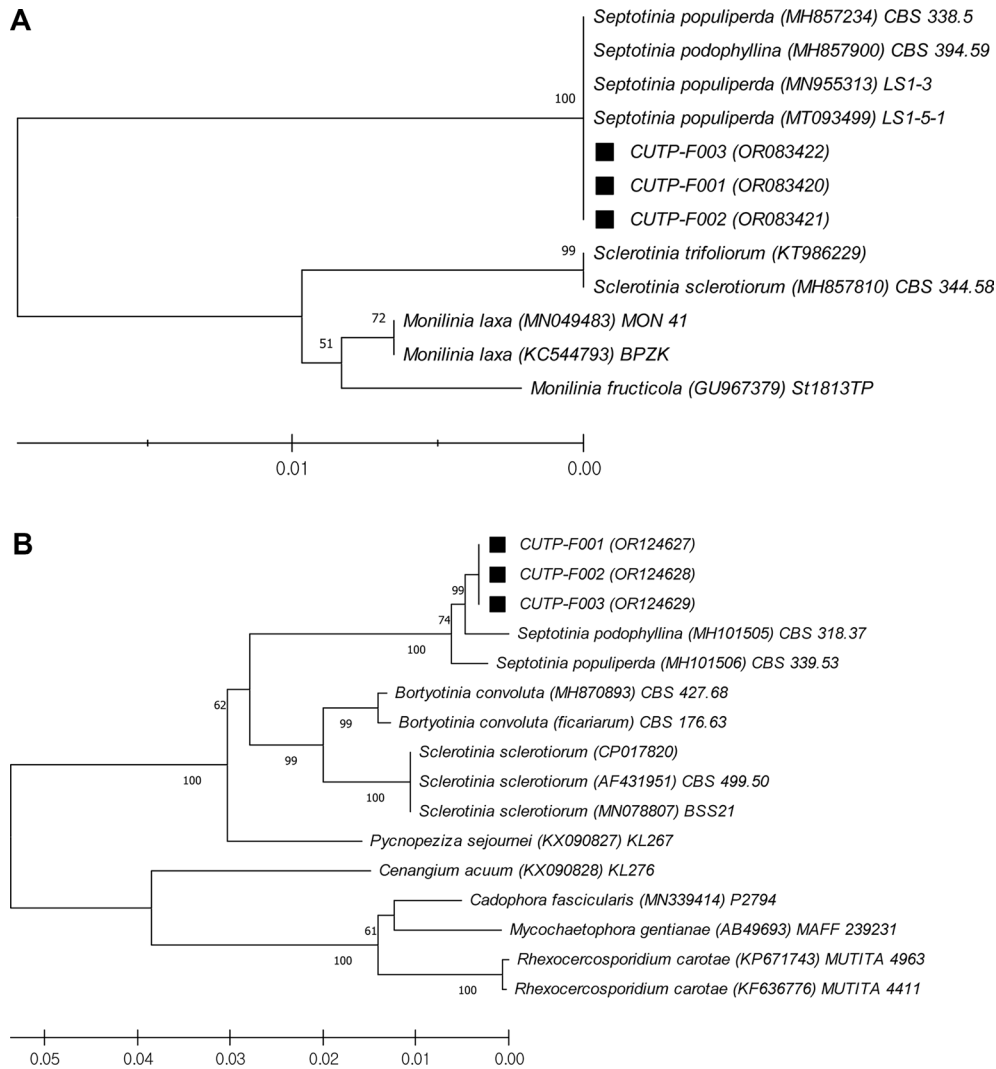 A
Septotinia populiperda (MH857234) CBS 338.5
Septotinia podophyllina (MH857900) CBS 394.59
Septotinia populiperda (MN955313) LS1-3
100
Septotinia populiperda (MT093499) LS1-5-1
CUTP-F003 (OR083422)
CUTP-F001 (OR083420)
CUTP-F002 (OR083421)
99
Sclerotinia trifoliorum (KT986229)
Sclerotinia sclerotiorum (MH857810) CBS 344.58
72
Monilinia laxa (MN049483) MON 41
51
Monilinia laxa (KC544793) BPZK
Monilinia fructicola (GU967379) St1813TP
0.01 0.00
B
CUTP-F001 (OR124627)
CUTP-F002 (OR124628)
99
CUTP-F003 (OR124629)
74
Septotinia podophyllina (MH101505) CBS 318.37
100
Septotinia populiperda (MH101506) CBS 339.53
Bortyotinia convoluta (MH870893) CBS 427.68
62
99
Bortyotinia convoluta (ficariarum) CBS 176.63
Sclerotinia sclerotiorum (CP017820)
99
Sclerotinia sclerotiorum (AF431951) CBS 499.50
100
100
Sclerotinia sclerotiorum (MN078807) BSS21
Pycnopeziza sejournei (KX090827) KL267
Cenangium acuum (KX090828) KL276
Cadophora fascicularis (MN339414) P2794
61
Mycochaetophora gentianae (AB49693) MAFF 239231
100
Rhexocercosporidium carotae (KP671743) MUTITA 4963
100
Rhexocercosporidium carotae (KF636776) MUTITA 4411
0.05 0.04 0.03 0.02 0.01 0.00